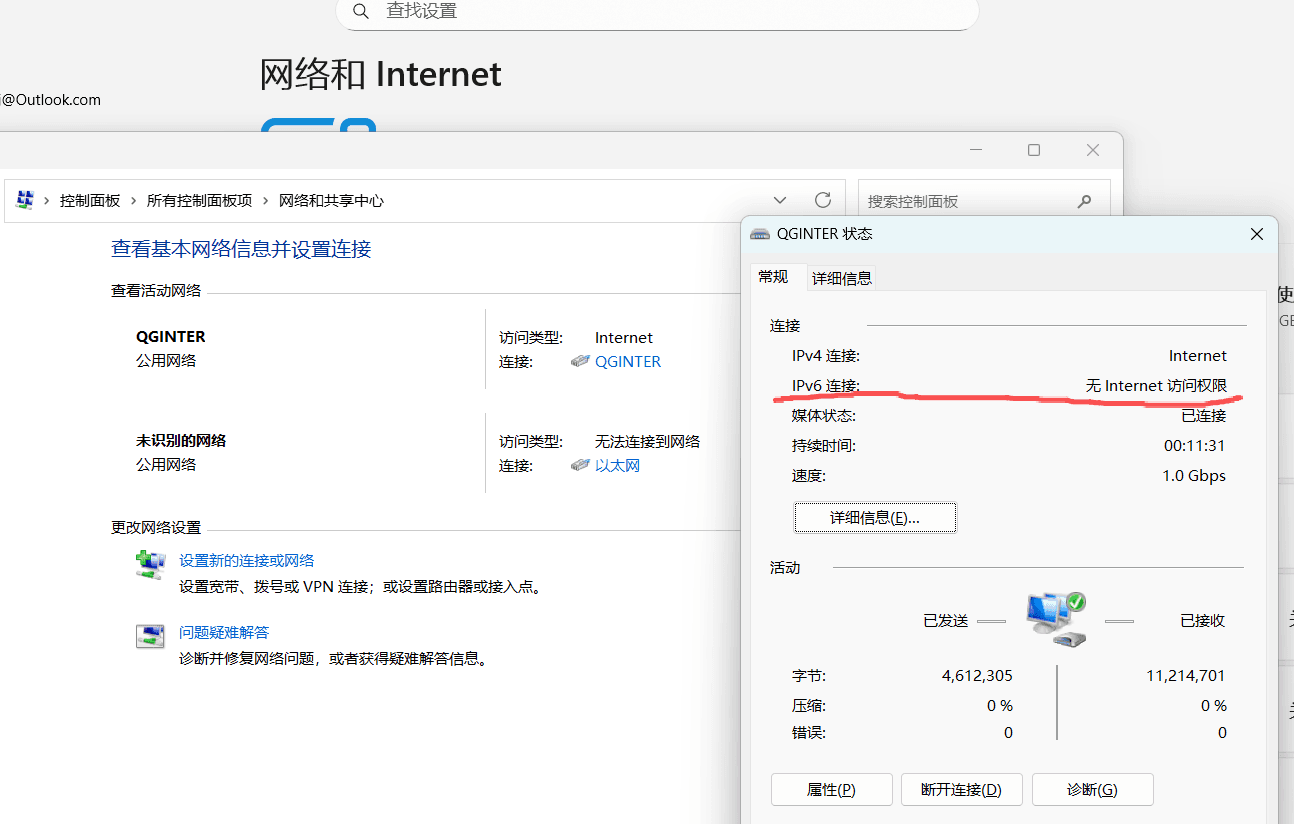 查找设置
网络和 Internet
@Outlook.com
控制面板 › 所有控制面板项 › 网络和共享中心
搜索控制面板
查看基本网络信息并设置连接
查看活动网络
QGINTER
公用网络
访问类型: Internet
连接: QGINTER
未识别的网络
公用网络
访问类型: 无法连接到网络
连接: 以太网
更改网络设置
设置新的连接或网络
设置宽带、拨号或 VPN 连接；或设置路由器或接入点。
问题疑难解答
诊断并修复网络问题，或者获得疑难解答信息。
QGINTER 状态
常规 详细信息
连接
IPv4 连接: Internet
IPv6 连接: 无 Internet 访问权限
媒体状态: 已连接
持续时间: 00:11:31
速度: 1.0 Gbps
详细信息(E)...
活动
已发送 — — 已接收
字节: 4,612,305 11,214,701
压缩: 0 % 0 %
错误: 0 0
属性(P) 断开连接(D) 诊断(G)
使